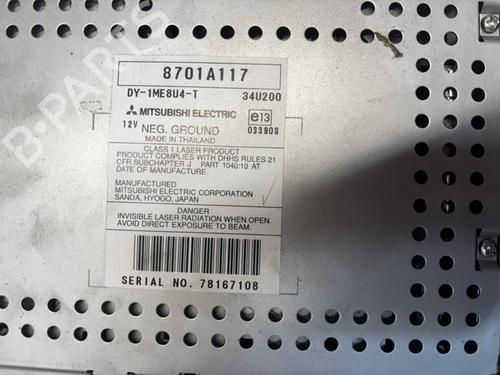 8701A117
DY-1ME8U4-T 34U200
MITSUBISHI ELECTRIC e13
12V NEG. GROUND 033908
MADE IN THAILAND
CLASS 1 LASER PRODUCT
PRODUCT COMPLIES WITH DHHS RULES 21
CFR SUBCHAPTER J PART 1040:10 AT
DATE OF MANUFACTURE.
MANUFACTURED
MITSUBISHI ELECTRIC CORPORATION
SANDA, HYOGO, JAPAN
DANGER
INVISIBLE LASER RADIATION WHEN OPEN.
AVOID DIRECT EXPOSURE TO BEAM.
SERIAL NO. 78167108
B-PARTS